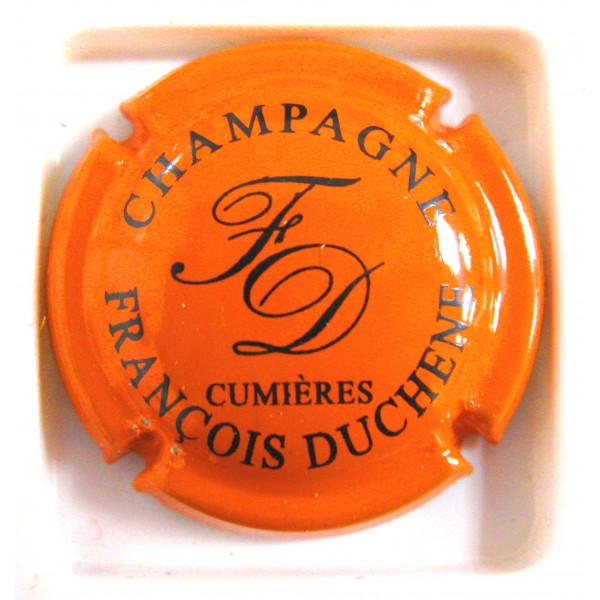 CHAMPAGNE
FD
CUMIÈRES
FRANÇOIS DUCHENE